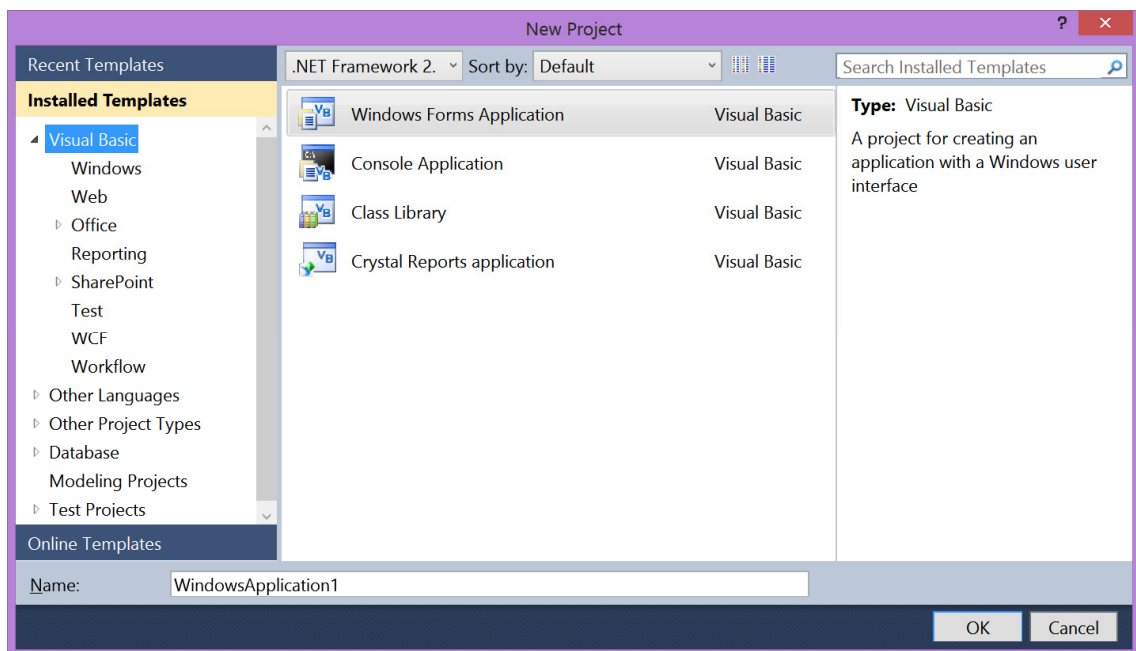 New Project
?
Recent Templates
.NET Framework 2. Sort by: Default
Search Installed Templates
Installed Templates
Visual Basic
Windows
Web
Office
Reporting
SharePoint
Test
WCF
Workflow
Other Languages
Other Project Types
Database
Modeling Projects
Test Projects
Online Templates
Windows Forms Application Visual Basic
Console Application Visual Basic
Class Library Visual Basic
Crystal Reports application Visual Basic
Type: Visual Basic
A project for creating an
application with a Windows user
interface
Name: WindowsApplication1
OK Cancel